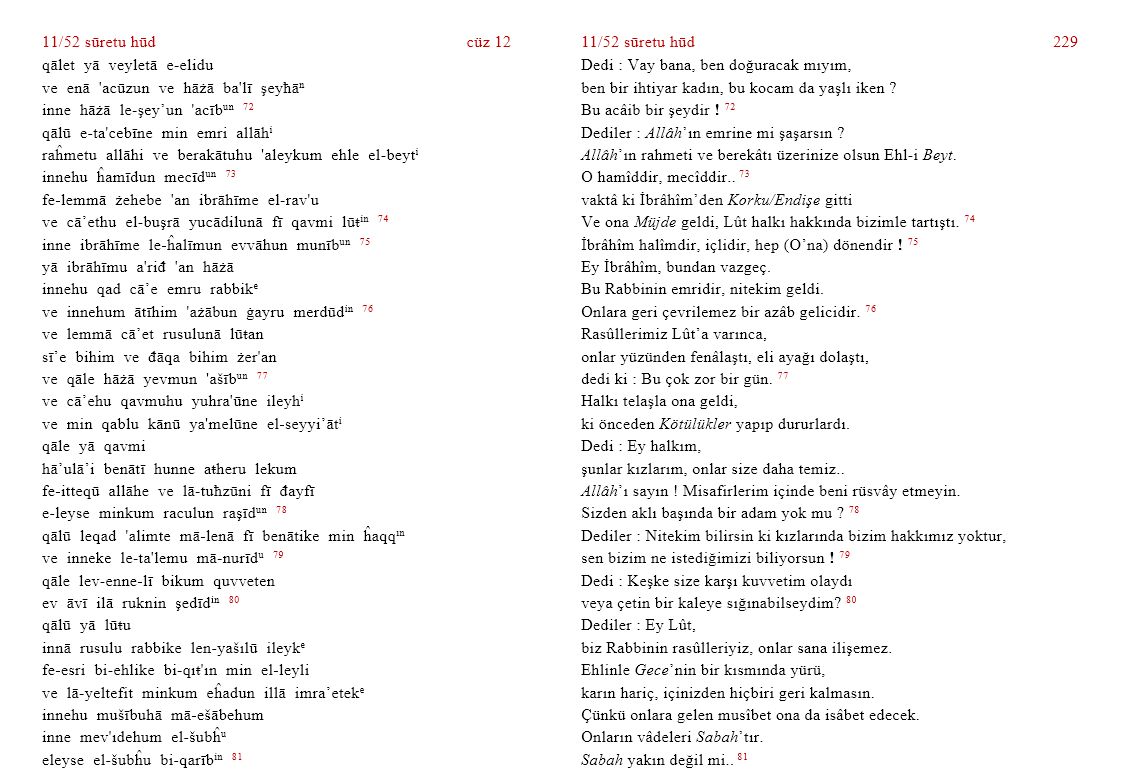 11/52 sūretu hūd cüz 12
qālet yā veyletā e-elidu
ve enā 'acūzun ve hāżā ba'lī şeyħāⁿ
inne hāżā le-şey’un 'acībᵘⁿ 72
qālū e-ta'cebīne min emri allāhⁱ
raĥmetu allāhi ve berakātuhu 'aleykum ehle el-beytⁱ
innehu ĥamīdun mecīdᵘⁿ 73
fe-lemmā żehebe 'an ibrāhīme el-rav'u
ve cā’ethu el-buşrā yucādilunā fī qavmi lūŧⁱⁿ 74
inne ibrāhīme le-ĥalīmun evvāhun munībᵘⁿ 75
yā ibrāhīmu a'riđ 'an hāżā
innehu qad cā’e emru rabbikᵉ
ve innehum ātīhim 'ażābun ġayru merdūdⁱⁿ 76
ve lemmā cā’et rusulunā lūŧan
sī’e bihim ve đāqa bihim żer'an
ve qāle hāżā yevmun 'ašībᵘⁿ 77
ve cā’ehu qavmuhu yuhra'ūne ileyhⁱ
ve min qablu kānū ya'melūne el-seyyi’ātⁱ
qāle yā qavmi
hā’ulā’i benātī hunne aŧheru lekum
fe-itteqū allāhe ve lā-tuħzūni fī đayfī
e-leyse minkum raculun raşīdᵘⁿ 78
qālū leqad 'alimte mā-lenā fī benātike min ĥaqqᶦⁿ
ve inneke le-ta'lemu mā-nurīdᵘ 79
qāle lev-enne-lī bikum quvveten
ev āvī ilā ruknin şedīdⁱⁿ 80
qālū yā lūŧu
innā rusulu rabbike len-yašılū ileykᵉ
fe-esri bi-ehlike bi-qıŧ'ın min el-leyli
ve lā-yeltefit minkum eĥadun illā imra’etekᵉ
innehu mušībuhā mā-ešābehum
inne mev'ıdehum el-šubĥᵘ
eleyse el-šubĥu bi-qarībⁱⁿ 81
11/52 sūretu hūd 229
Dedi : Vay bana, ben doğuracak mıyım,
ben bir ihtiyar kadın, bu kocam da yaşlı iken ?
Bu acâib bir şeydir ! 72
Dediler : Allâh’ın emrine mi şaşarsın ?
Allâh’ın rahmeti ve berekâtı üzerinize olsun Ehl-i Beyt.
O hamîddir, mecîddir.. 73
vaktâ ki İbrâhîm’den Korku/Endişe gitti
Ve ona Müjde geldi, Lût halkı hakkında bizimle tartıştı. 74
İbrâhîm halîmdir, içlidir, hep (O’na) dönendir ! 75
Ey İbrâhîm, bundan vazgeç.
Bu Rabbinin emridir, nitekim geldi.
Onlara geri çevrilemez bir azâb gelicidir. 76
Rasûllerimiz Lût’a varınca,
onlar yüzünden fenâlaştı, eli ayağı dolaştı,
dedi ki : Bu çok zor bir gün. 77
Halkı telaşla ona geldi,
ki önceden Kötülükler yapıp dururlardı.
Dedi : Ey halkım,
şunlar kızlarım, onlar size daha temiz..
Allâh’ı sayın ! Misafirlerim içinde beni rüsvây etmeyin.
Sizden aklı başında bir adam yok mu ? 78
Dediler : Nitekim bilirsin ki kızlarında bizim hakkımız yoktur,
sen bizim ne istediğimizi biliyorsun ! 79
Dedi : Keşke size karşı kuvvetim olaydı
veya çetin bir kaleye sığınabilseydim? 80
Dediler : Ey Lût,
biz Rabbinin rasûlleriyiz, onlar sana ilişemez.
Ehlinle Gece’nin bir kısmında yürü,
karın hariç, içinizden hiçbiri geri kalmasın.
Çünkü onlara gelen musîbet ona da isâbet edecek.
Onların vâdeleri Sabah’tır.
Sabah yakın değil mi.. 81